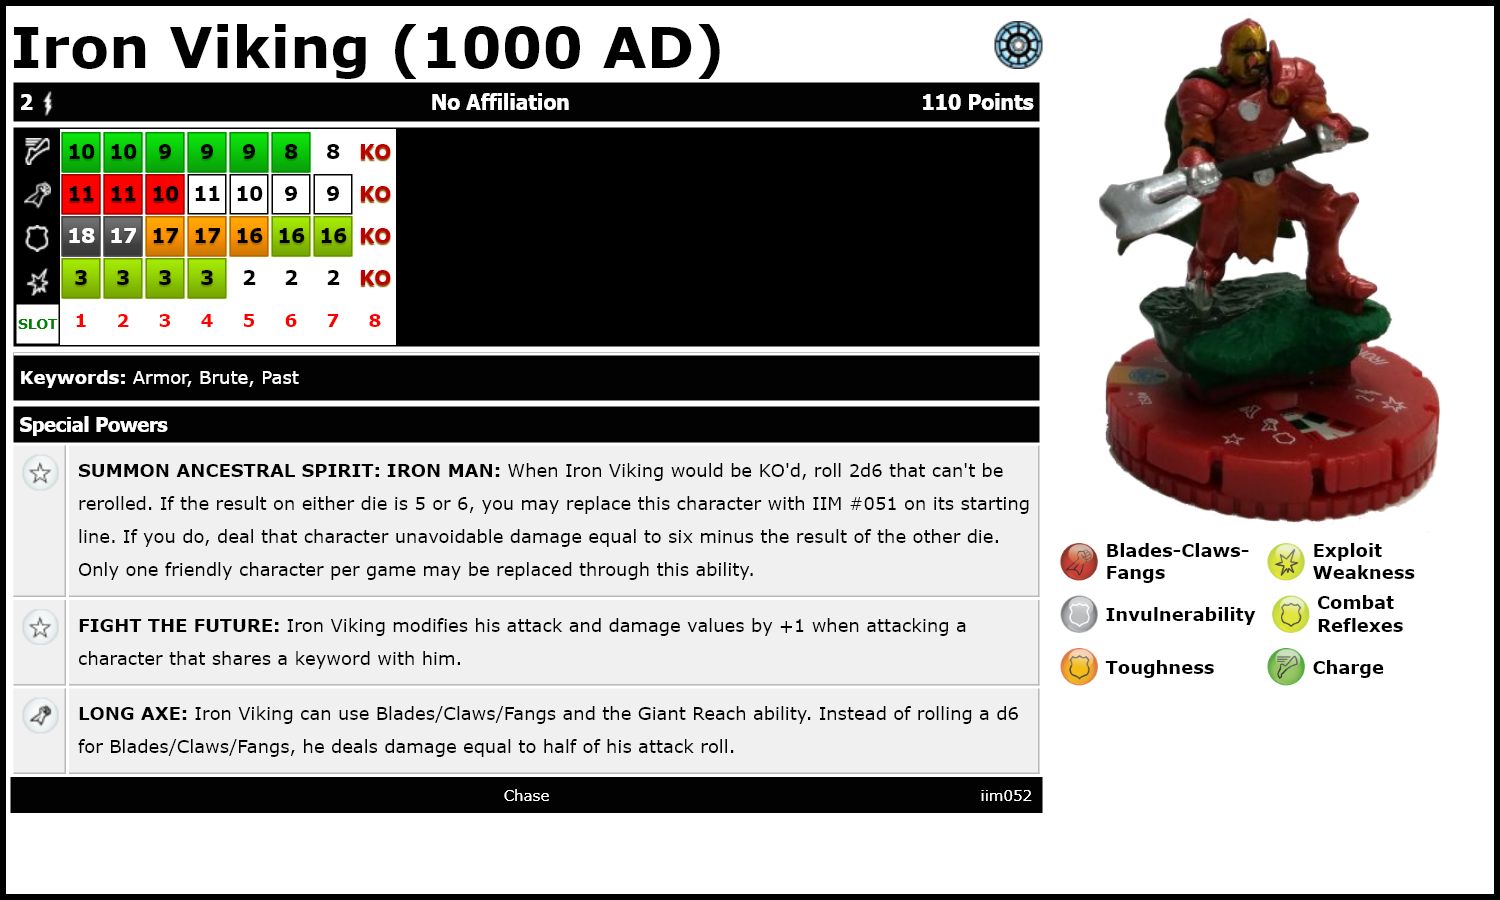 Iron Viking (1000 AD)
2 No Affiliation 110 Points
10 10 9 9 9 8 8 KO
11 11 10 11 10 9 9 KO
18 17 17 17 16 16 16 KO
3 3 3 3 2 2 2 KO
SLOT 1 2 3 4 5 6 7 8
Keywords: Armor, Brute, Past
Special Powers
SUMMON ANCESTRAL SPIRIT: IRON MAN: When Iron Viking would be KO'd, roll 2d6 that can't be
rerolled. If the result on either die is 5 or 6, you may replace this character with IIM #051 on its starting
line. If you do, deal that character unavoidable damage equal to six minus the result of the other die.
Only one friendly character per game may be replaced through this ability.
FIGHT THE FUTURE: Iron Viking modifies his attack and damage values by +1 when attacking a
character that shares a keyword with him.
LONG AXE: Iron Viking can use Blades/Claws/Fangs and the Giant Reach ability. Instead of rolling a d6
for Blades/Claws/Fangs, he deals damage equal to half of his attack roll.
Chase iim052
Blades-Claws-
Fangs
Exploit
Weakness
Invulnerability
Combat
Reflexes
Toughness
Charge